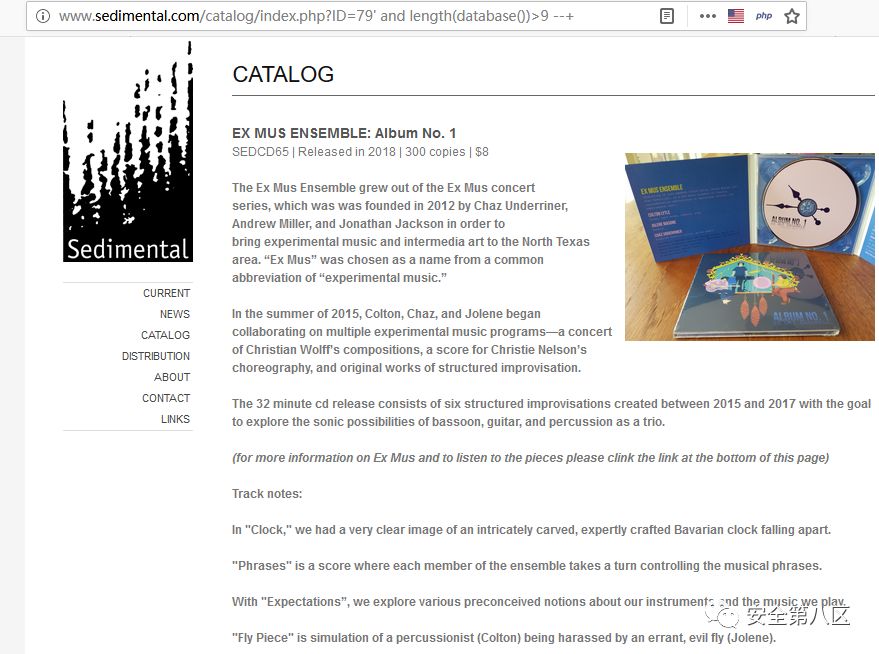 www.sedimental.com/catalog/index.php?ID=79' and length(database())>9 --+
php
CATALOG
Sedimental
CURRENT
NEWS
CATALOG
DISTRIBUTION
ABOUT
CONTACT
LINKS
EX MUS ENSEMBLE: Album No. 1
SEDCD65 | Released in 2018 | 300 copies | $8
The Ex Mus Ensemble grew out of the Ex Mus concert
series, which was was founded in 2012 by Chaz Underriner,
Andrew Miller, and Jonathan Jackson in order to
bring experimental music and intermedia art to the North Texas
area. “Ex Mus” was chosen as a name from a common
abbreviation of “experimental music.”
In the summer of 2015, Colton, Chaz, and Jolene began
collaborating on multiple experimental music programs—a concert
of Christian Wolff's compositions, a score for Christie Nelson's
choreography, and original works of structured improvisation.
The 32 minute cd release consists of six structured improvisations created between 2015 and 2017 with the goal
to explore the sonic possibilities of bassoon, guitar, and percussion as a trio.
(for more information on Ex Mus and to listen to the pieces please clink the link at the bottom of this page)
Track notes:
In "Clock," we had a very clear image of an intricately carved, expertly crafted Bavarian clock falling apart.
"Phrases" is a score where each member of the ensemble takes a turn controlling the musical phrases.
With "Expectations”, we explore various preconceived notions about our instruments and the music we play.
"Fly Piece" is simulation of a percussionist (Colton) being harassed by an errant, evil fly (Jolene).
EX MUS ENSEMBLE
COLTON LYTLE
JOLENE MASONE
CHAZ UNDERRINER
ALBUM NO. 1
ALBUM NO. 1
安全第八区